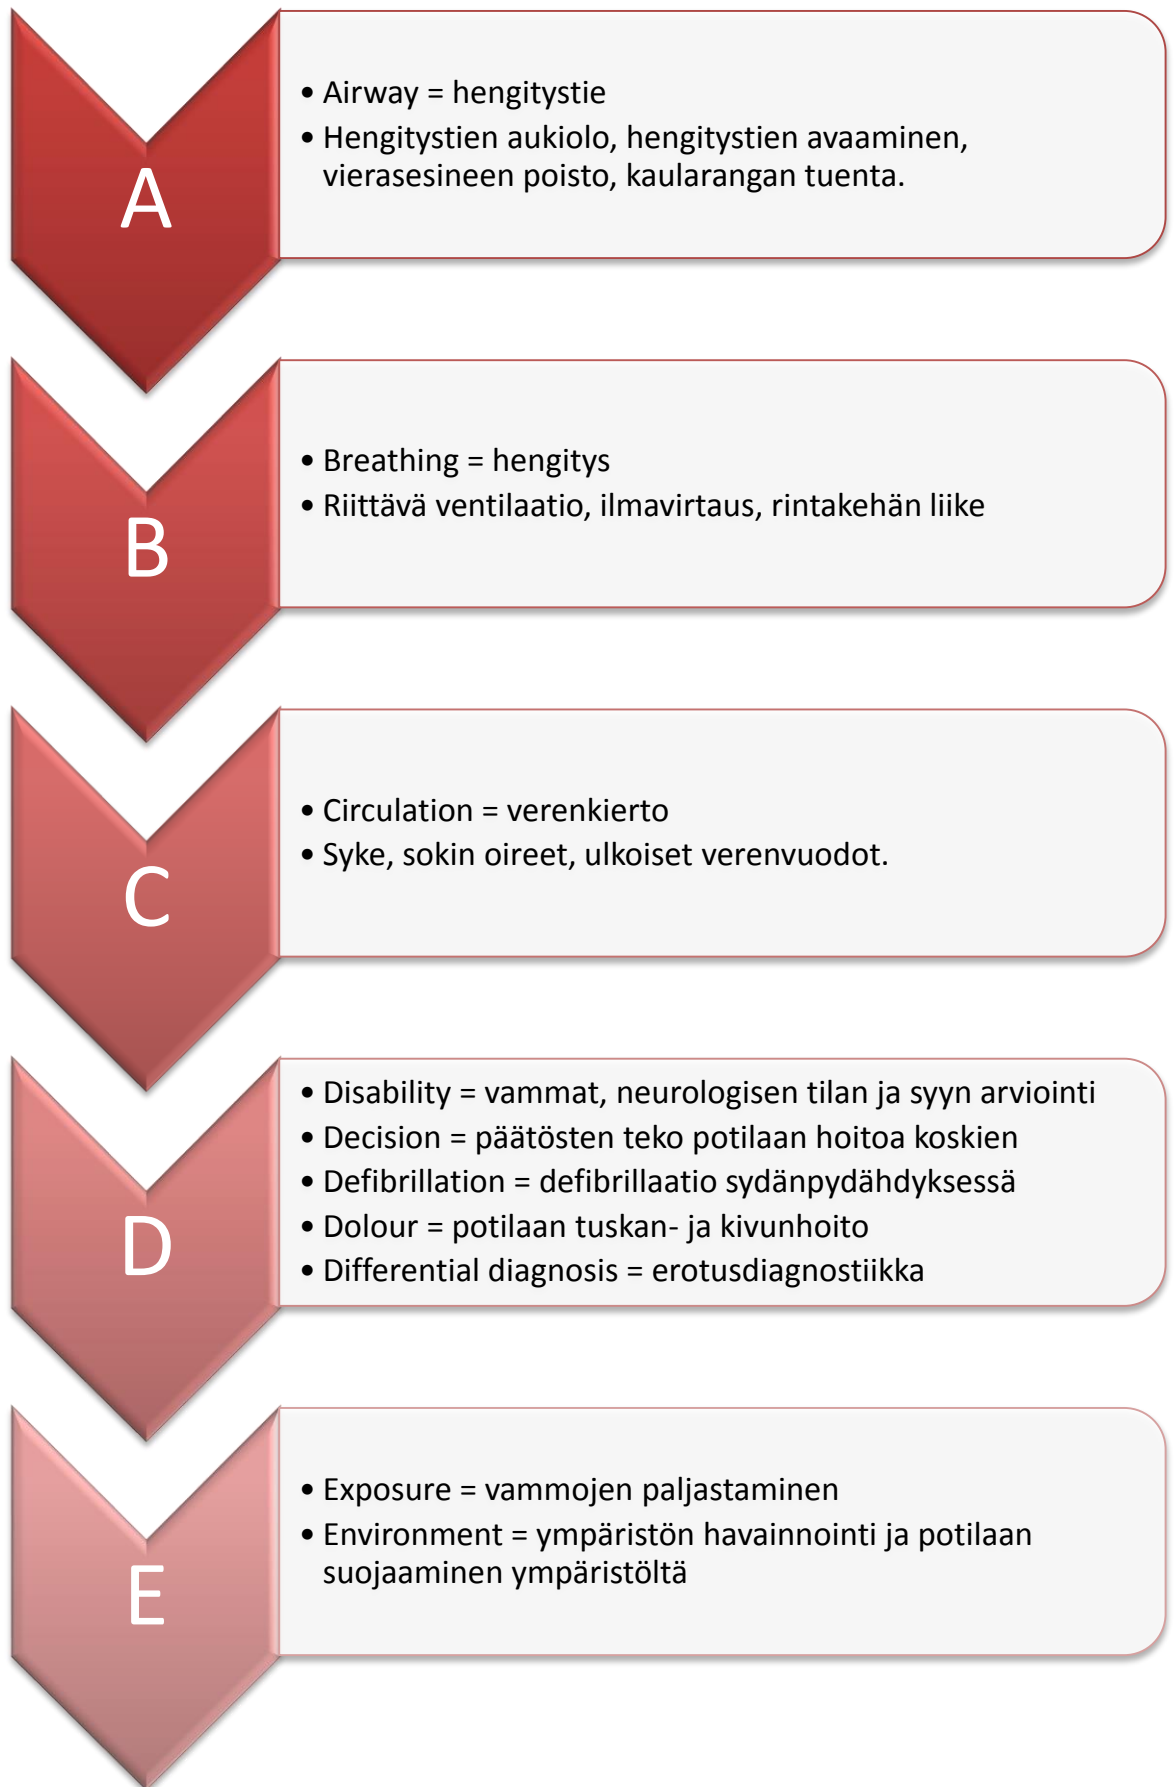 A
• Airway = hengitystie
• Hengitystien aukiolo, hengitystien avaaminen,
vierasesineen poisto, kaularangan tuenta.
B
• Breathing = hengitys
• Riittävä ventilaatio, ilmavirtaus, rintakehän liike
C
• Circulation = verenkierto
• Syke, sokin oireet, ulkoiset verenvuodot.
D
• Disability = vammat, neurologisen tilan ja syyn arviointi
• Decision = päätösten teko potilaan hoitoa koskien
• Defibrillation = defibrillaatio sydänpydähdyksessä
• Dolour = potilaan tuskan- ja kivunhoito
• Differential diagnosis = erotusdiagnostiikka
E
• Exposure = vammojen paljastaminen
• Environment = ympäristön havainnointi ja potilaan
suojaaminen ympäristöltä